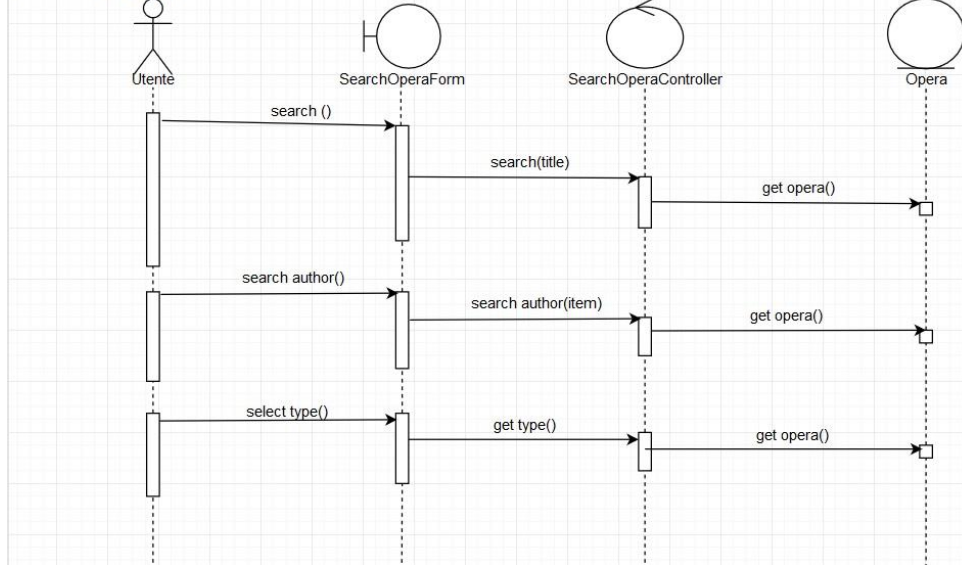 Utente
SearchOperaForm
SearchOperaController
Opera
search ()
search(title)
get opera()
search author()
search author(item)
get opera()
select type()
get type()
get opera()